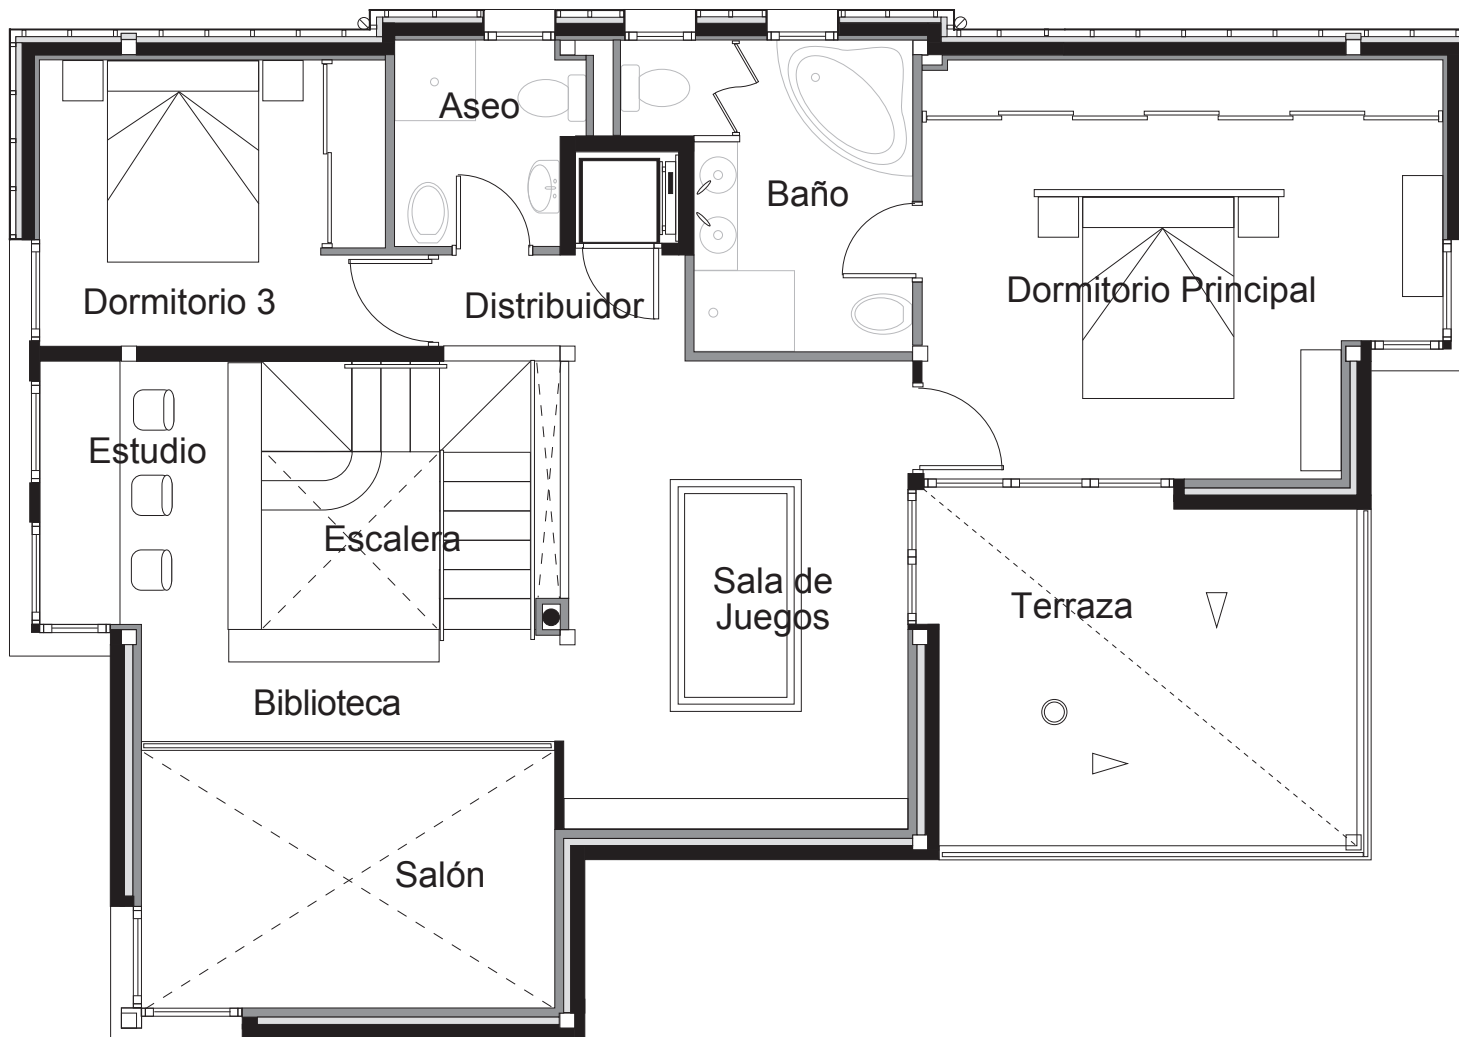 Aseo
Baño
Dormitorio 3
Distribuidor
Dormitorio Principal
Estudio
Escalera
Sala de
Juegos
Terraza
Biblioteca
Salón